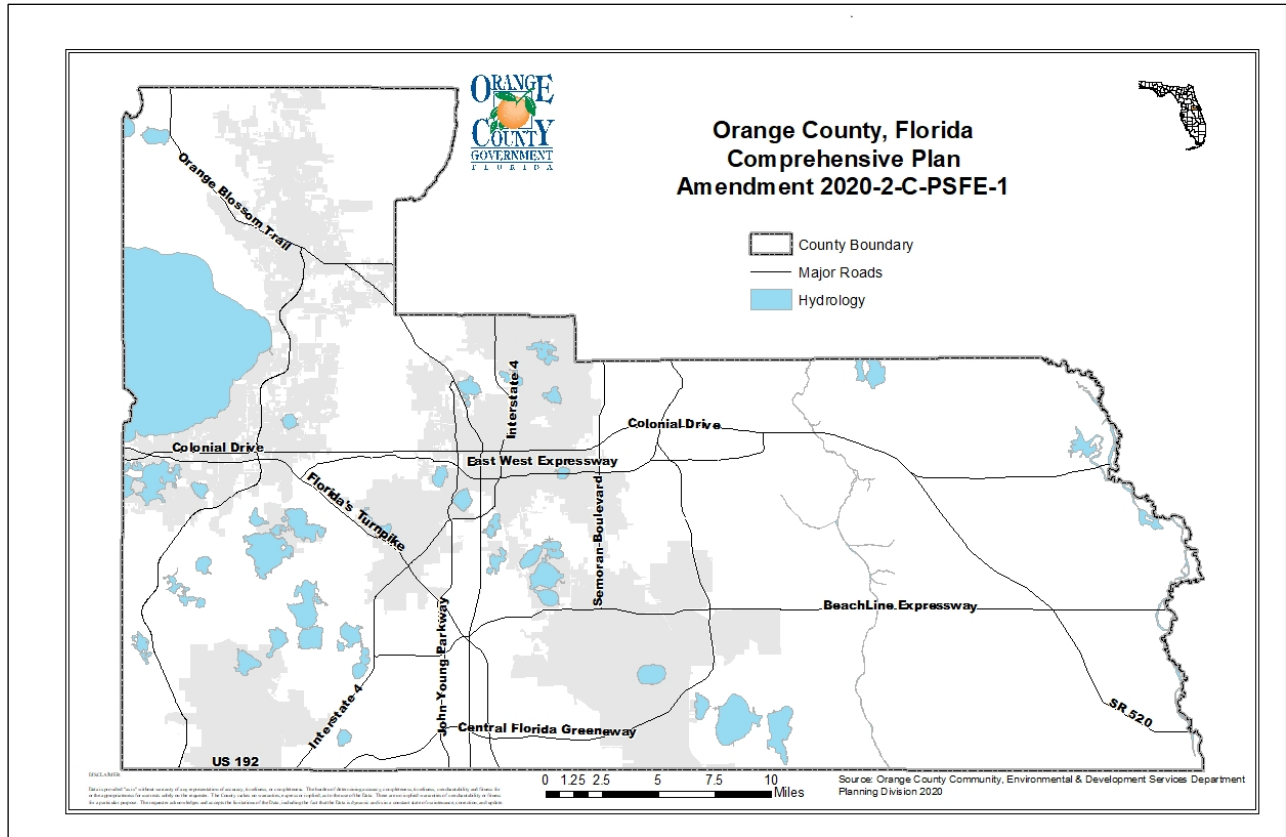 ORANGE
COUNTY
GOVERNMENT
FLORIDA
Orange County, Florida
Comprehensive Plan
Amendment 2020-2-C-PSFE-1
County Boundary
Major Roads
Hydrology
Orange Blossom Trail
Interstate 4
Colonial Drive
Colonial Drive
East West Expressway
Florida's Turnpike
Semoran Boulevard
BeachLine Expressway
John Young Parkway
Interstate 4
Central Florida Greeneway
SR 520
US 192
0 1.25 2.5 5 7.5 10
Miles
Source: Orange County Community, Environmental & Development Services Department
Planning Division 2020